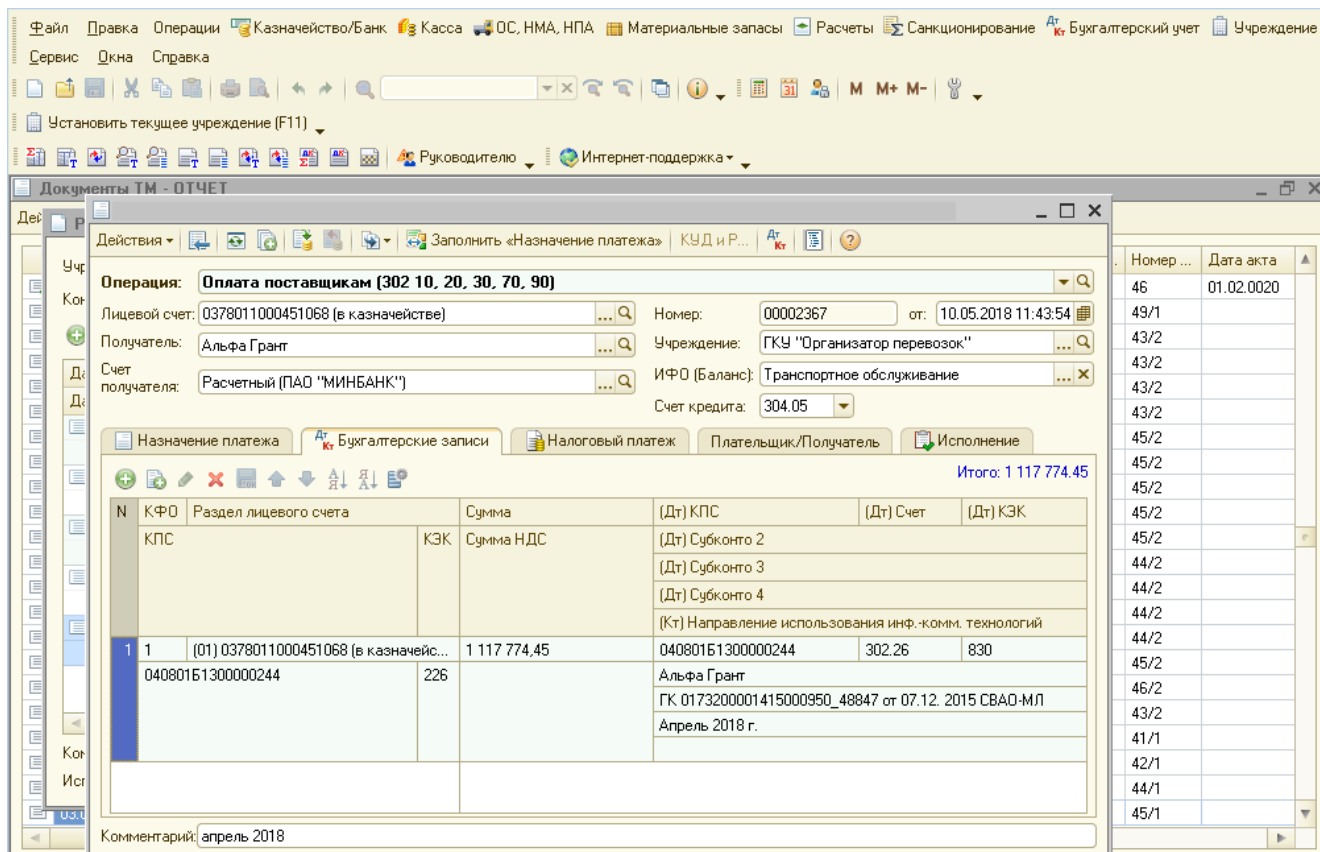 Файл Правка Операции Казначейство/Банк Касса ОС, НМА, НПА Материальные запасы Расчеты Санкционирование Бухгалтерский учет Учреждение
Сервис Окна Справка
M M+ M-
Установить текущее учреждение (F11)
Руководителю Интернет-поддержка
Документы ТМ - ОТЧЕТ
Действия Заполнить «Назначение платежа» КУД и Р...
Операция: Оплата поставщикам (302 10, 20, 30, 70, 90)
Лицевой счет: 0378011000451068 (в казначействе) Номер: 00002367 от: 10.05.2018 11:43:54
Получатель: Альфа Грант Учреждение: ГКУ "Организатор перевозок"
Счет получателя: Расчетный (ПАО "МИНБАНК") ИФО (Баланс): Транспортное обслуживание
Счет кредита: 304.05
Назначение платежа Бухгалтерские записи Налоговый платеж Плательщик/Получатель Исполнение
Итого: 1 117 774.45
N КФО Раздел лицевого счета Сумма (Дт) КПС (Дт) Счет (Дт) КЭК
КПС КЭК Сумма НДС (Дт) Субконто 2
(Дт) Субконто 3
(Дт) Субконто 4
(Кт) Направление использования инф.-комм. технологий
1 1 (01) 0378011000451068 (в казначейс... 1 117 774,45 040801Б1300000244 302.26 830
040801Б1300000244 226 Альфа Грант
ГК 0173200001415000950_48847 от 07.12. 2015 СВАО-МЛ
Апрель 2018 г.
Комментарий: апрель 2018
Номер ... Дата акта
46 01.02.0020
49/1
43/2
43/2
43/2
43/2
45/2
45/2
45/2
45/2
45/2
44/2
44/2
44/2
44/2
45/2
46/2
43/2
41/1
42/1
44/1
45/1